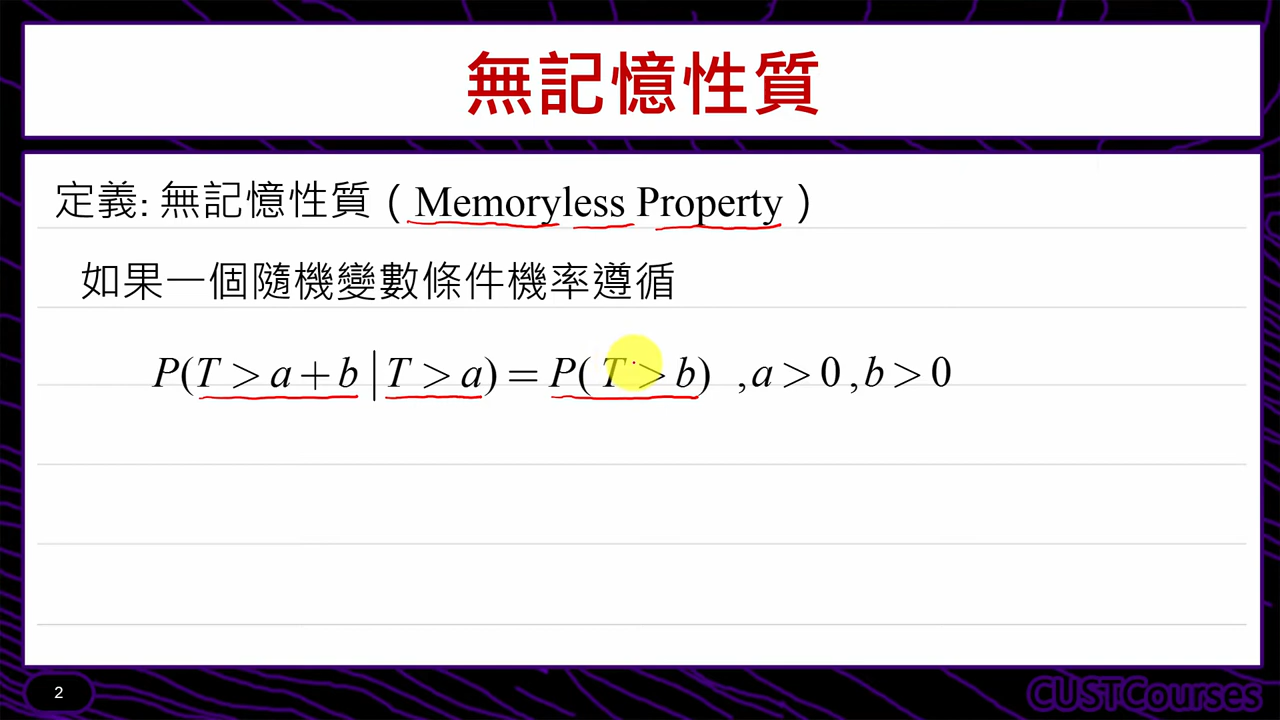 無記憶性質
定義: 無記憶性質（Memoryless Property）
如果一個隨機變數條件機率遵循
P(T > a + b | T > a) = P( T > b) , a > 0 , b > 0
2
CUSTCourses